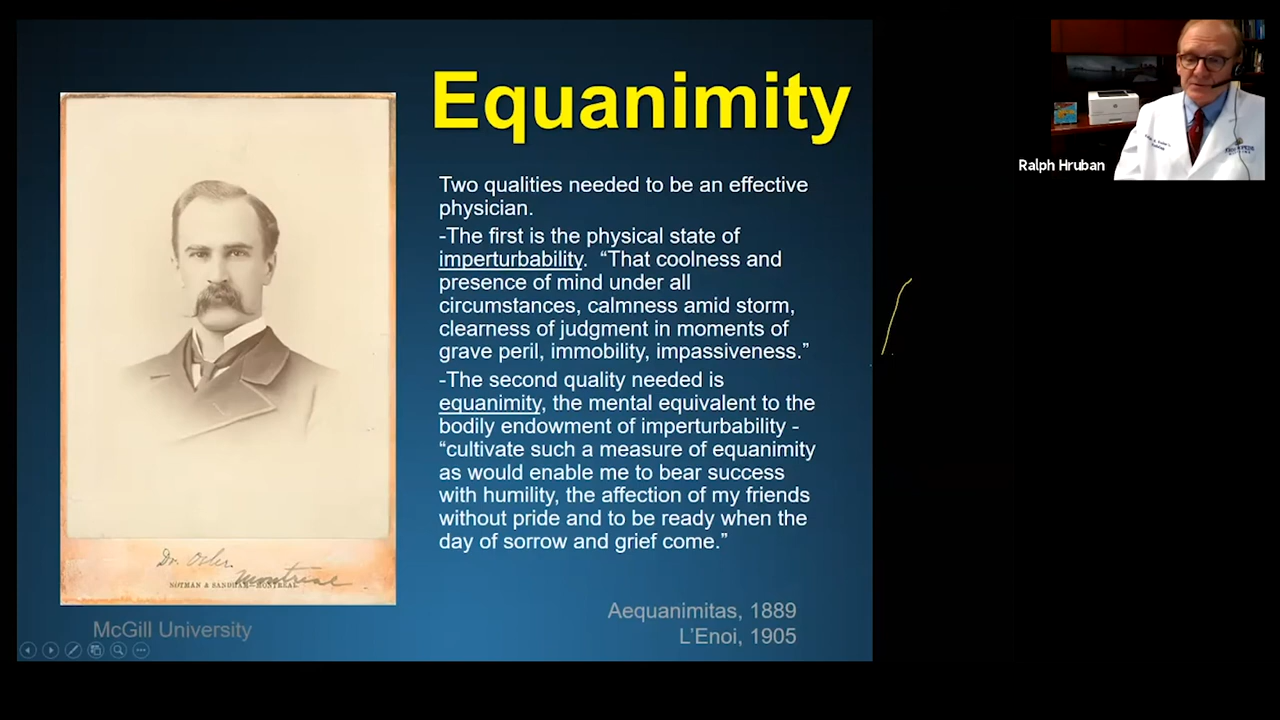 Equanimity
Two qualities needed to be an effective
physician.
-The first is the physical state of
imperturbability. “That coolness and
presence of mind under all
circumstances, calmness amid storm,
clearness of judgment in moments of
grave peril, immobility, impassiveness.”
-The second quality needed is
equanimity, the mental equivalent to the
bodily endowment of imperturbability -
“cultivate such a measure of equanimity
as would enable me to bear success
with humility, the affection of my friends
without pride and to be ready when the
day of sorrow and grief come.”
Aequanimitas, 1889
L’Enoi, 1905
Dr. Osler.
Montreal
NOTMAN & SANDHAM–MONTREAL
McGill University
Ralph Hruban